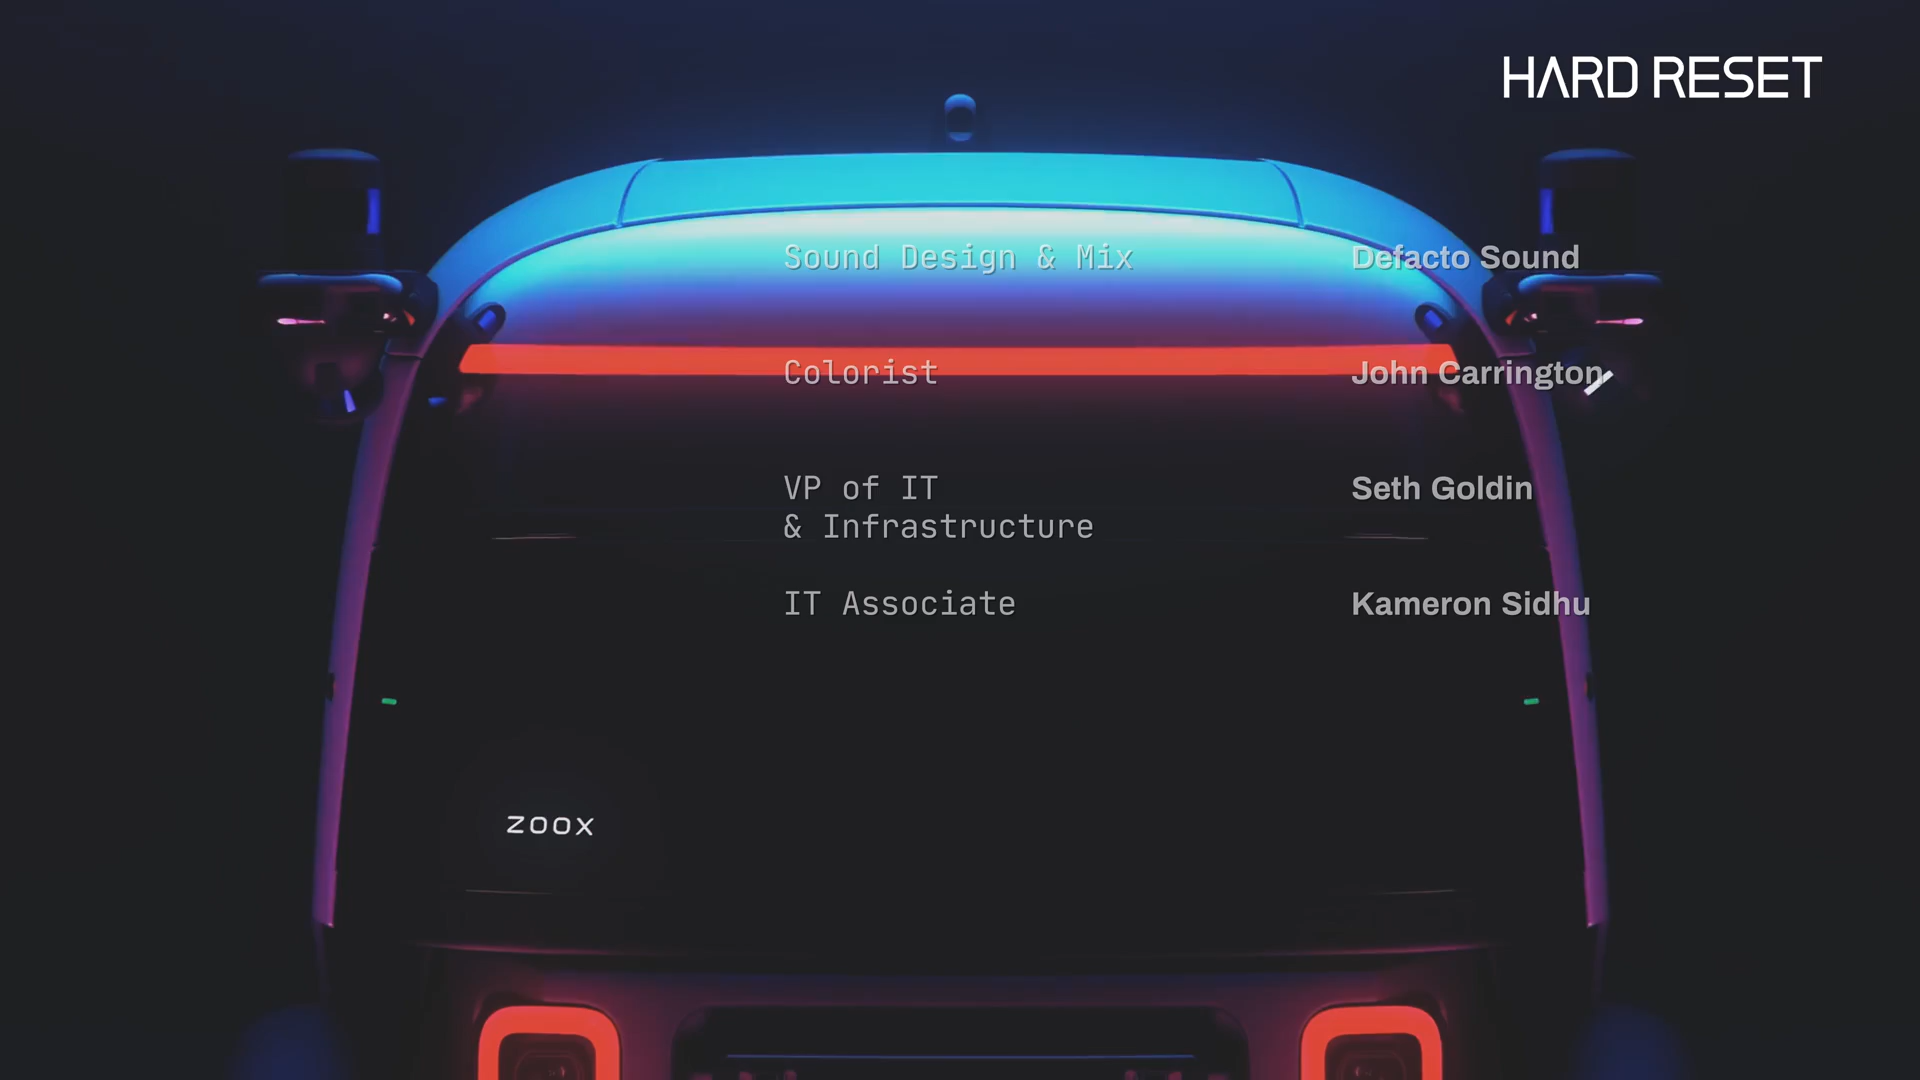 HARD RESET
Sound Design & Mix Defacto Sound
Colorist John Carrington
VP of IT Seth Goldin
& Infrastructure
IT Associate Kameron Sidhu
ZOOX